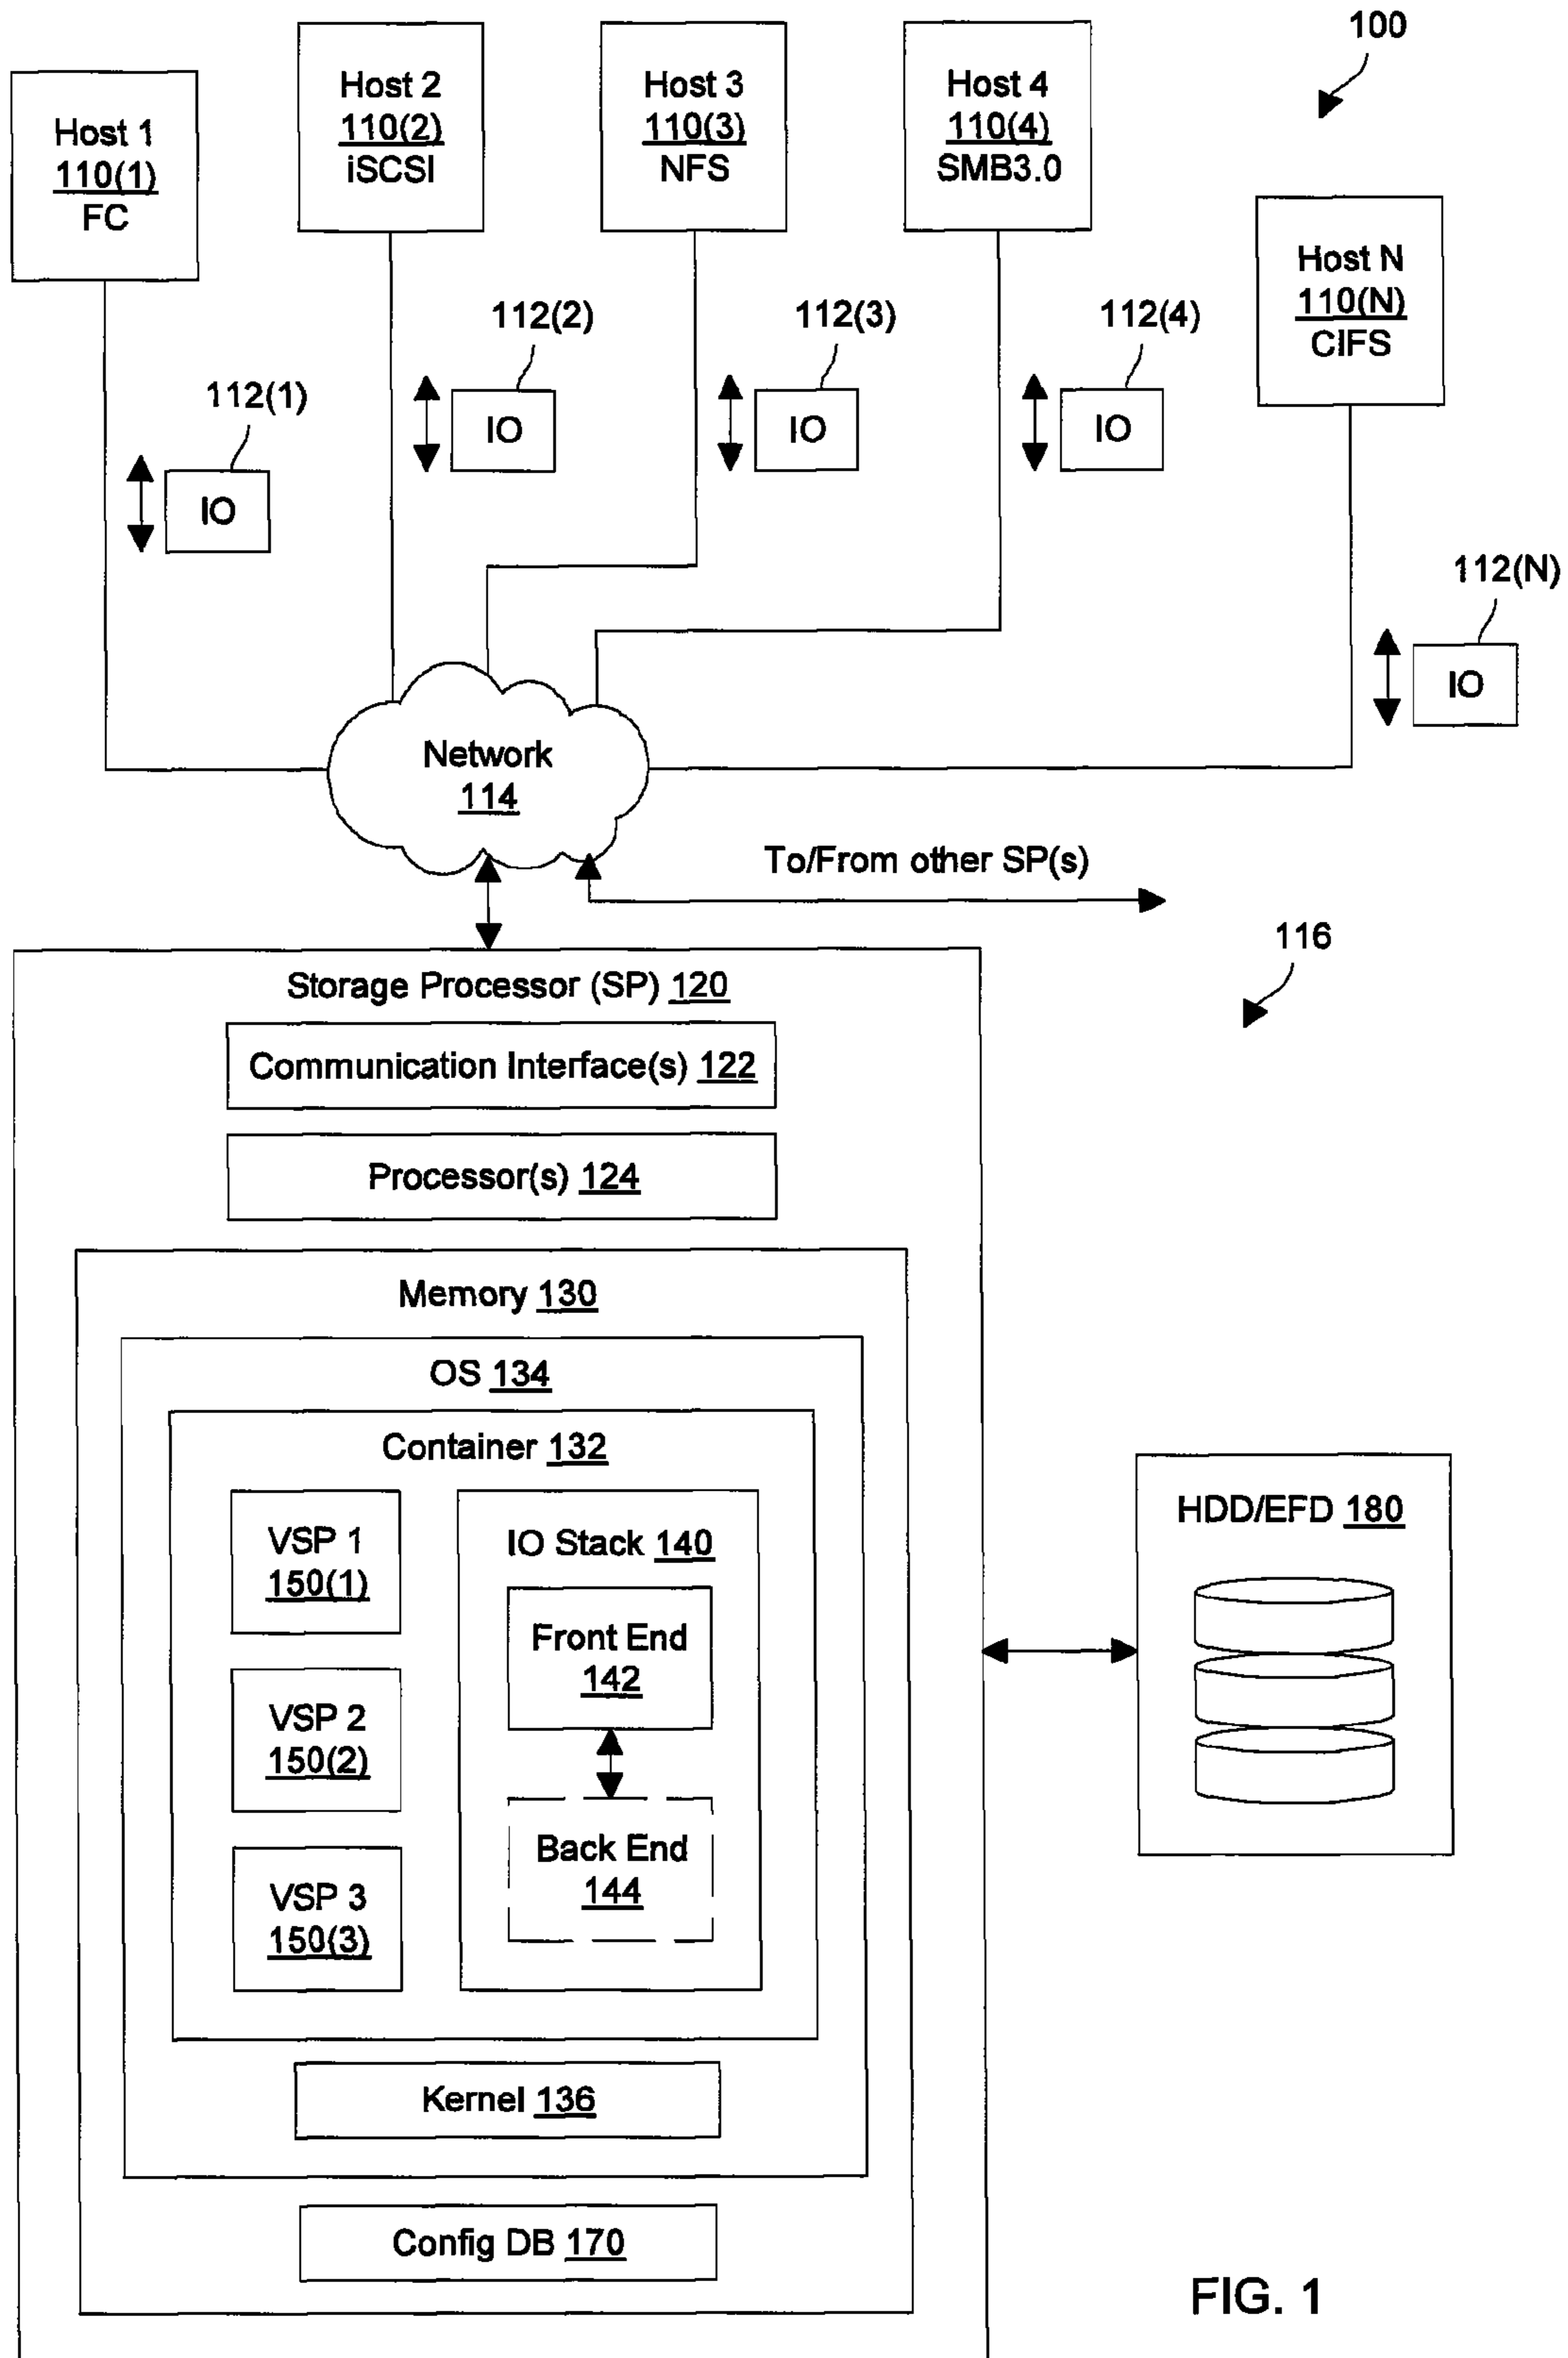 100
Host 1
110(1)
FC
Host 2
110(2)
iSCSI
Host 3
110(3)
NFS
Host 4
110(4)
SMB3.0
Host N
110(N)
CIFS
112(1)
IO
112(2)
IO
112(3)
IO
112(4)
IO
112(N)
IO
Network
114
To/From other SP(s)
116
Storage Processor (SP) 120
Communication Interface(s) 122
Processor(s) 124
Memory 130
OS 134
Container 132
VSP 1
150(1)
VSP 2
150(2)
VSP 3
150(3)
IO Stack 140
Front End
142
Back End
144
Kernel 136
Config DB 170
HDD/EFD 180
FIG. 1